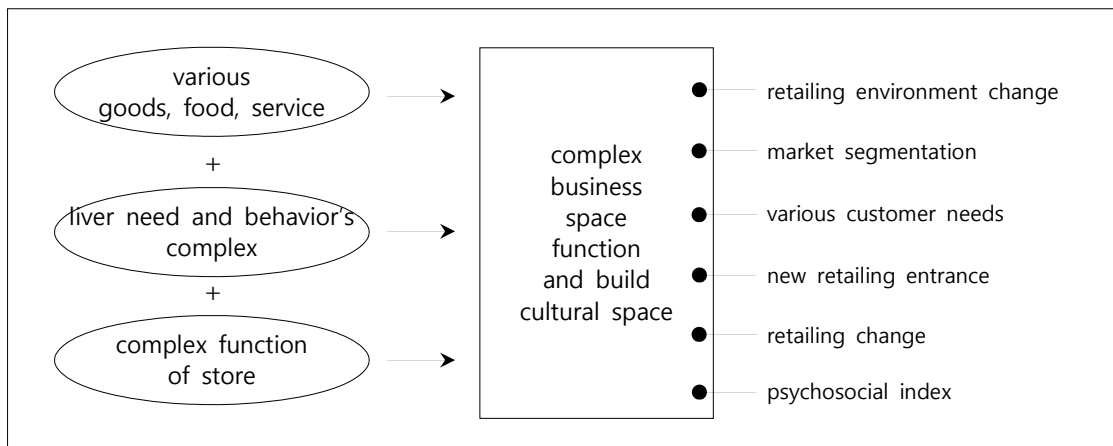 various
goods, food, service
+
liver need and behavior's
complex
+
complex function
of store
complex
business
space
function
and build
cultural space
retailing environment change
market segmentation
various customer needs
new retailing entrance
retailing change
psychosocial index